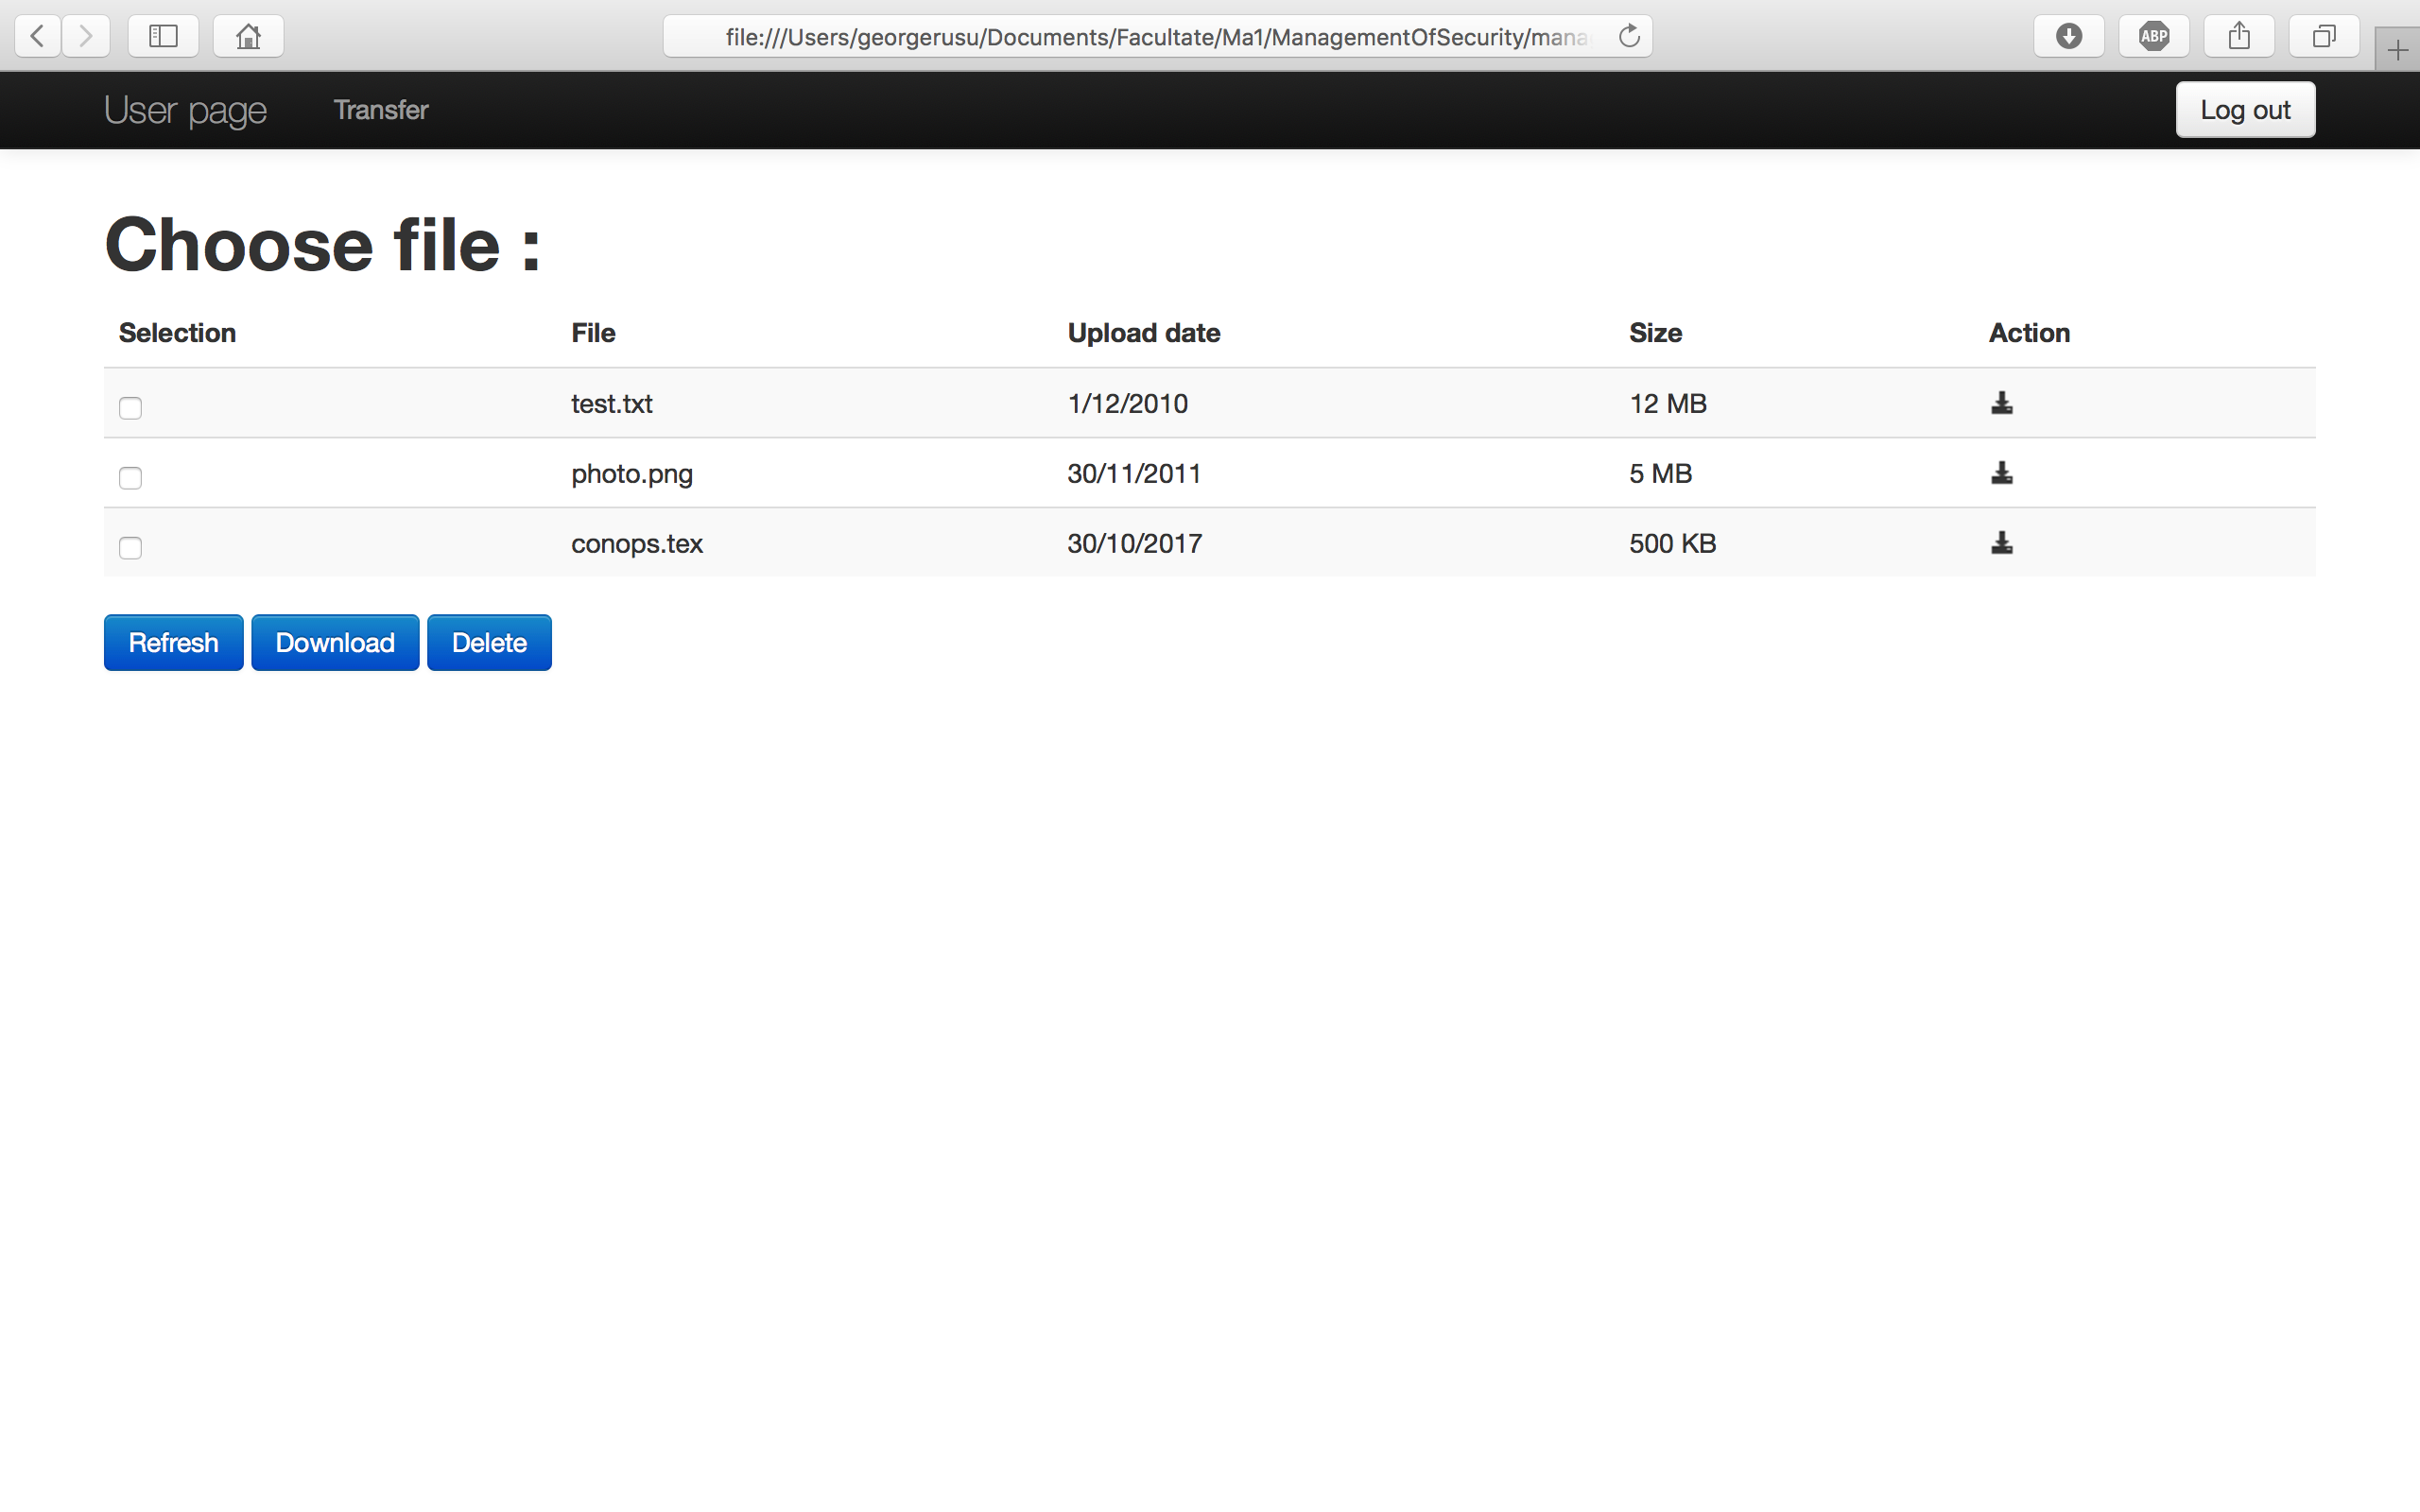 file:///Users/georgerusu/Documents/Facultate/Ma1/ManagementOfSecurity/mana
ABP
User page Transfer Log out
Choose file :
Selection File Upload date Size Action
test.txt 1/12/2010 12 MB
photo.png 30/11/2011 5 MB
conops.tex 30/10/2017 500 KB
Refresh Download Delete